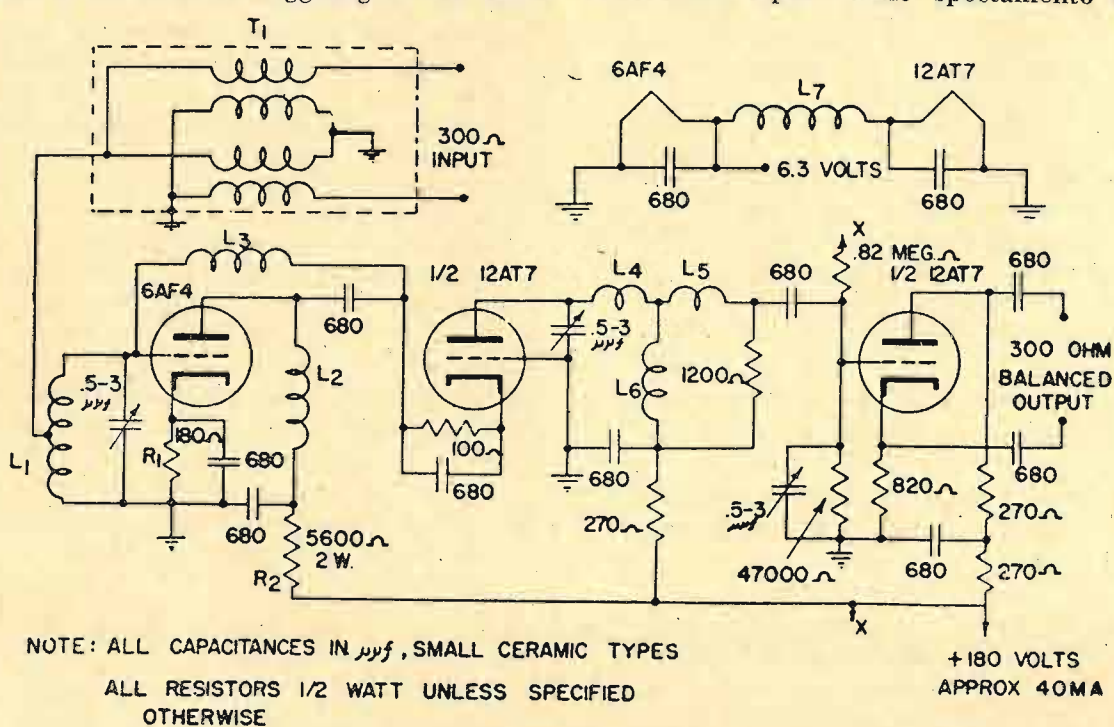 spettamento
T1
6AF4
L7
12AT7
300Ω
INPUT
680
6.3 VOLTS
680
L3
X
.82 MEG.Ω
6AF4
680
1/2 12AT7
L4
L5
680
1/2 12AT7
680
.5-3
μμf
L2
.5-3
μμf
L6
1200Ω
300 OHM
BALANCED
OUTPUT
L1
180Ω
R1
680
100Ω
680
680
680
680
5600Ω
2 W.
R2
270Ω
.5-3
μμf
47000Ω
820Ω
680
270Ω
270Ω
X
NOTE: ALL CAPACITANCES IN μμf, SMALL CERAMIC TYPES
ALL RESISTORS 1/2 WATT UNLESS SPECIFIED
OTHERWISE
+180 VOLTS
APPROX 40MA